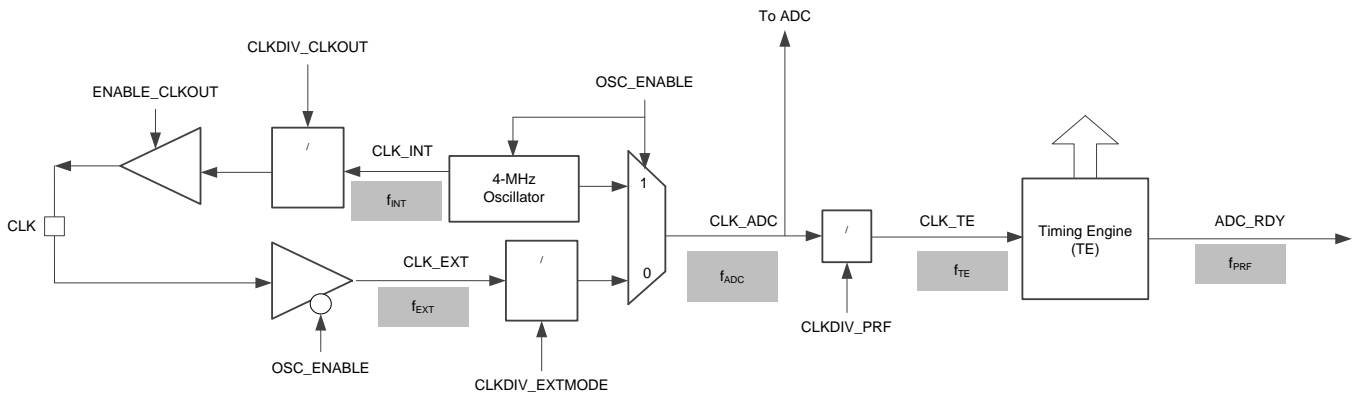 To ADC
CLKDIV_CLKOUT
OSC_ENABLE
ENABLE_CLKOUT
/
CLK_INT
4-MHz
Oscillator
1
f_INT
CLK
CLK_ADC
/
CLK_TE
Timing Engine
(TE)
ADC_RDY
CLK_EXT
/
0
f_ADC
f_TE
f_PRF
f_EXT
CLKDIV_PRF
OSC_ENABLE
CLKDIV_EXTMODE